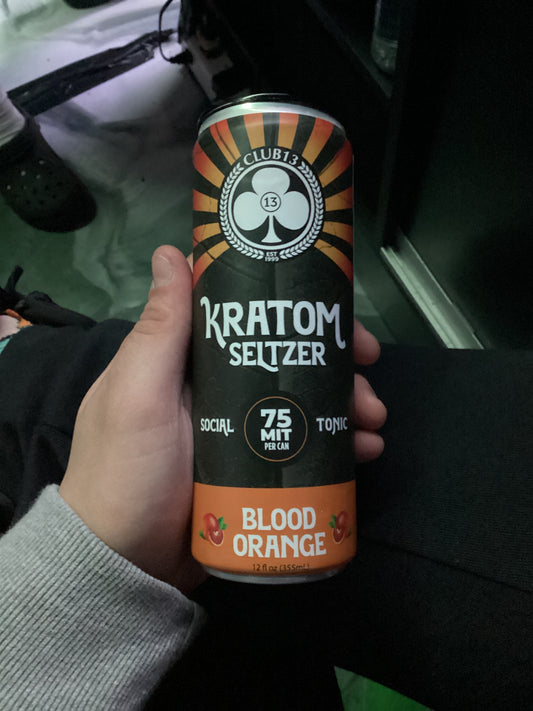 CLUB13
13
EST
1999
KRATOM
SELTZER
SOCIAL
75
MIT
PER CAN
TONIC
BLOOD
ORANGE
12 fl oz (355mL)